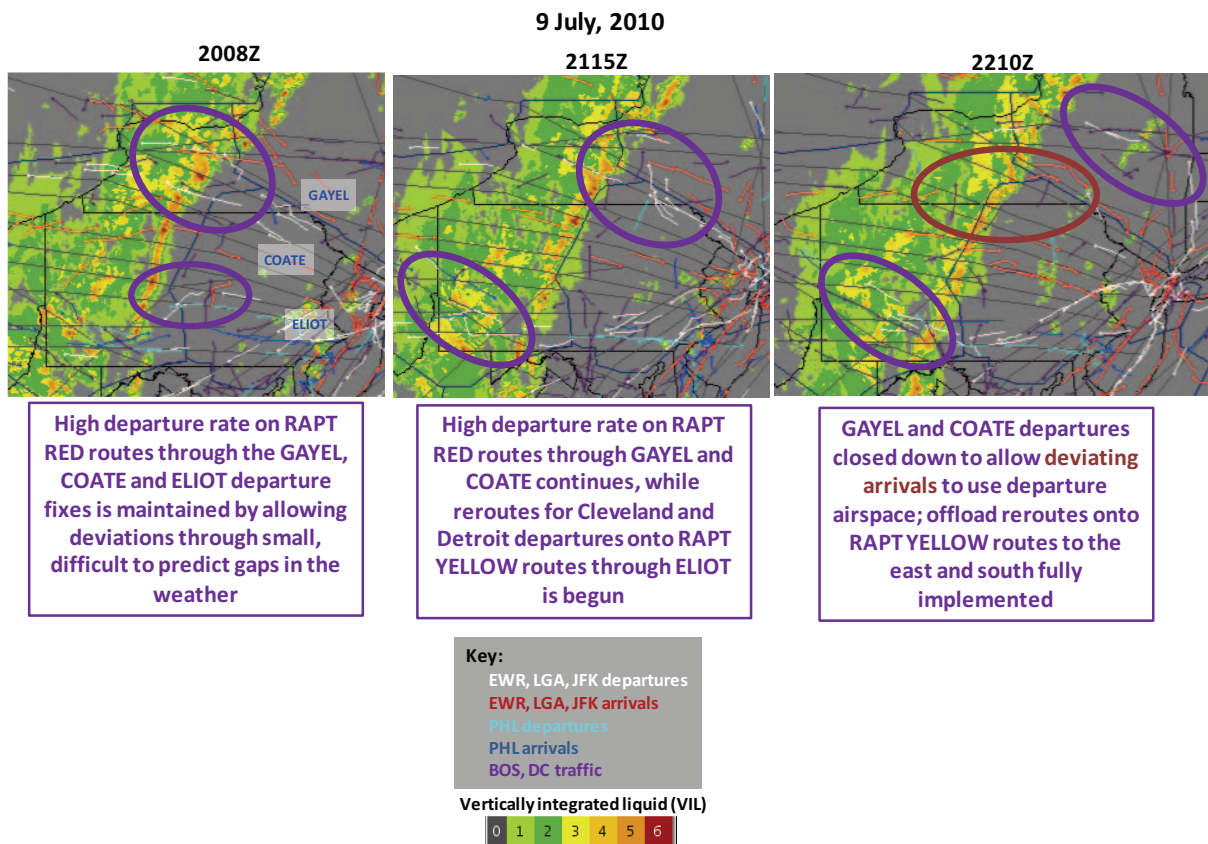 9 July, 2010
2008Z
2115Z
2210Z
GAYEL
COATE
ELIOT
High departure rate on RAPT
RED routes through the GAYEL,
COATE and ELIOT departure
fixes is maintained by allowing
deviations through small,
difficult to predict gaps in the
weather
High departure rate on RAPT
RED routes through GAYEL and
COATE continues, while
reroutes for Cleveland and
Detroit departures onto RAPT
YELLOW routes through ELIOT
is begun
GAYEL and COATE departures
closed down to allow deviating
arrivals to use departure
airspace; offload reroutes onto
RAPT YELLOW routes to the
east and south fully
implemented
Key:
EWR, LGA, JFK departures
EWR, LGA, JFK arrivals
PHL departures
PHL arrivals
BOS, DC traffic
Vertically integrated liquid (VIL)
0 1 2 3 4 5 6